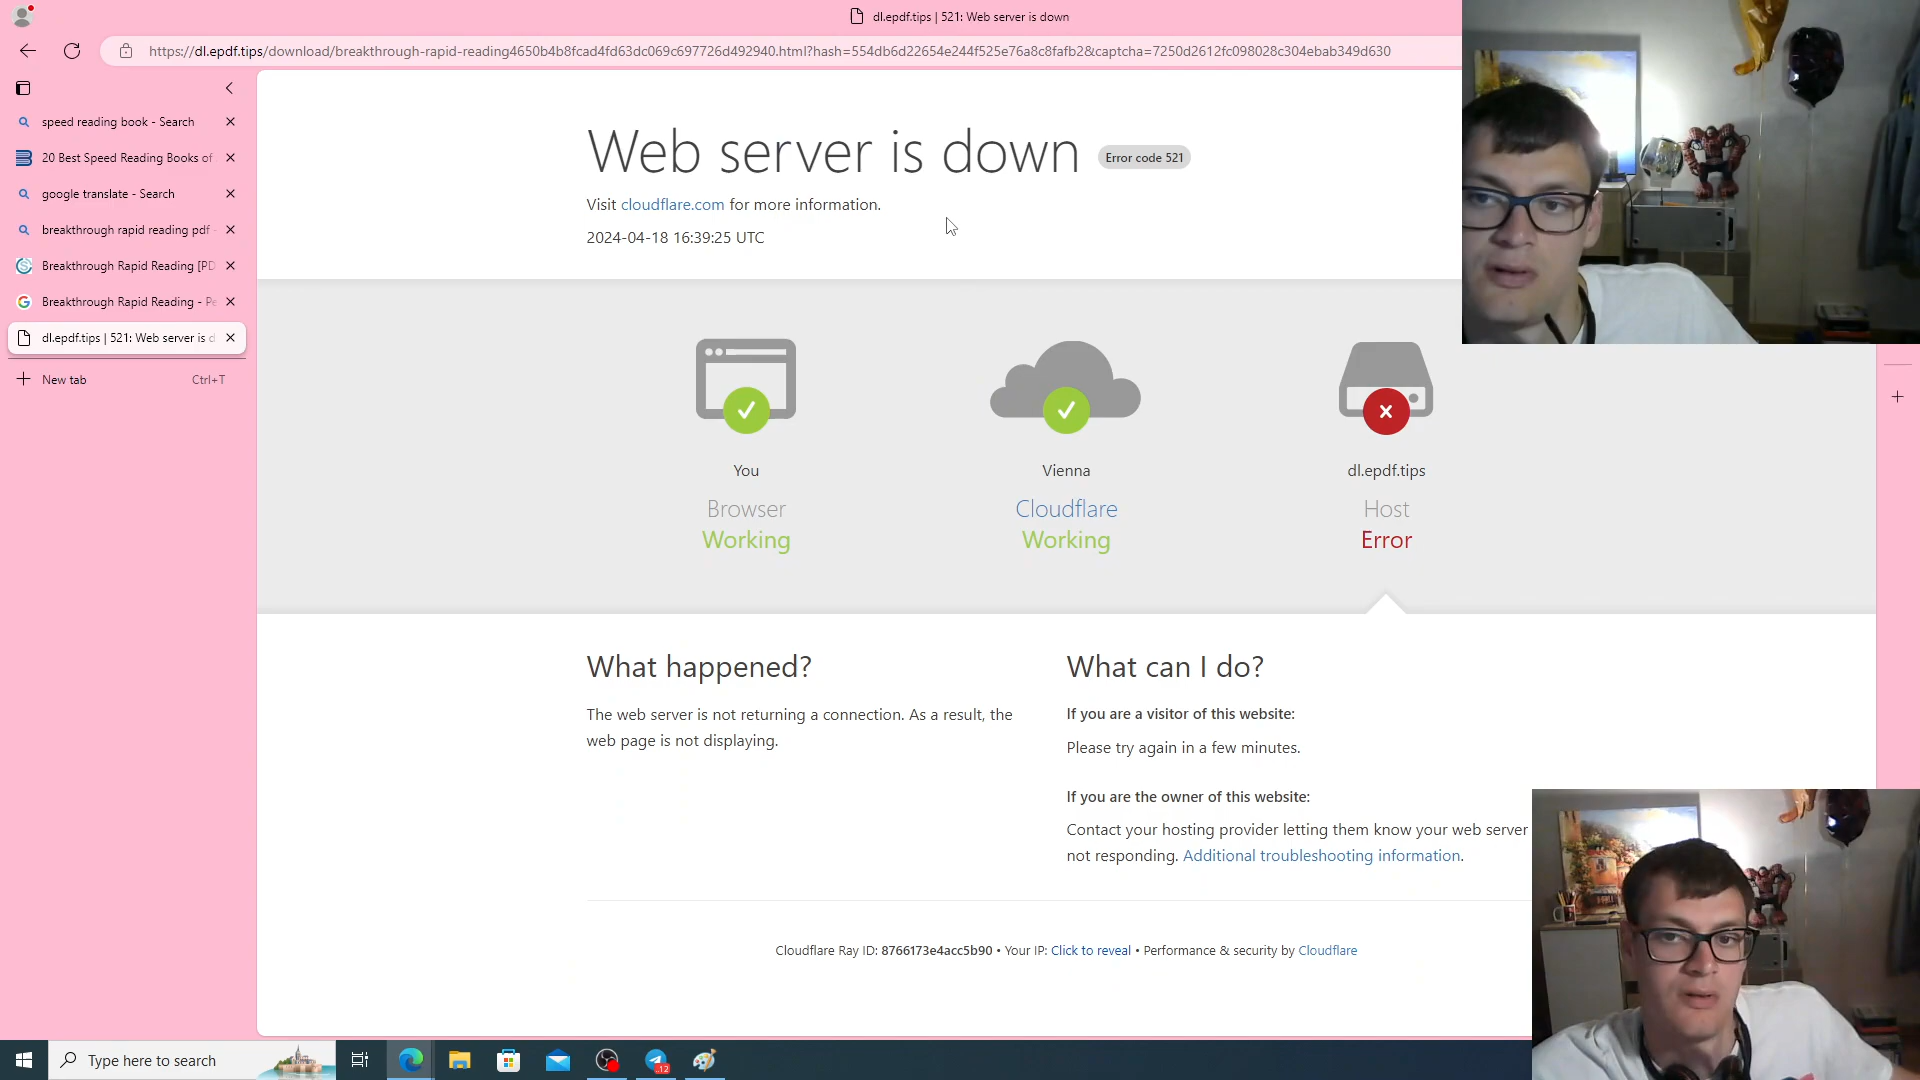 dl.epdf.tips | 521: Web server is down
https://dl.epdf.tips/download/breakthrough-rapid-reading4650b4b8fcad4fd63dc069c697726d492940.html?hash=554db6d22654e244f525e76a8c8fafb2&captcha=7250d2612fc098028c304ebab349d630
speed reading book - Search
20 Best Speed Reading Books of
google translate - Search
breakthrough rapid reading pdf -
Breakthrough Rapid Reading [PD
Breakthrough Rapid Reading - Pe
dl.epdf.tips | 521: Web server is d
New tab Ctrl+T
Web server is down Error code 521
Visit cloudflare.com for more information.
2024-04-18 16:39:25 UTC
You
Browser
Working
Vienna
Cloudflare
Working
dl.epdf.tips
Host
Error
What happened?
The web server is not returning a connection. As a result, the
web page is not displaying.
What can I do?
If you are a visitor of this website:
Please try again in a few minutes.
If you are the owner of this website:
Contact your hosting provider letting them know your web server
not responding. Additional troubleshooting information.
Cloudflare Ray ID: 8766173e4acc5b90 • Your IP: Click to reveal • Performance & security by Cloudflare
Type here to search
12